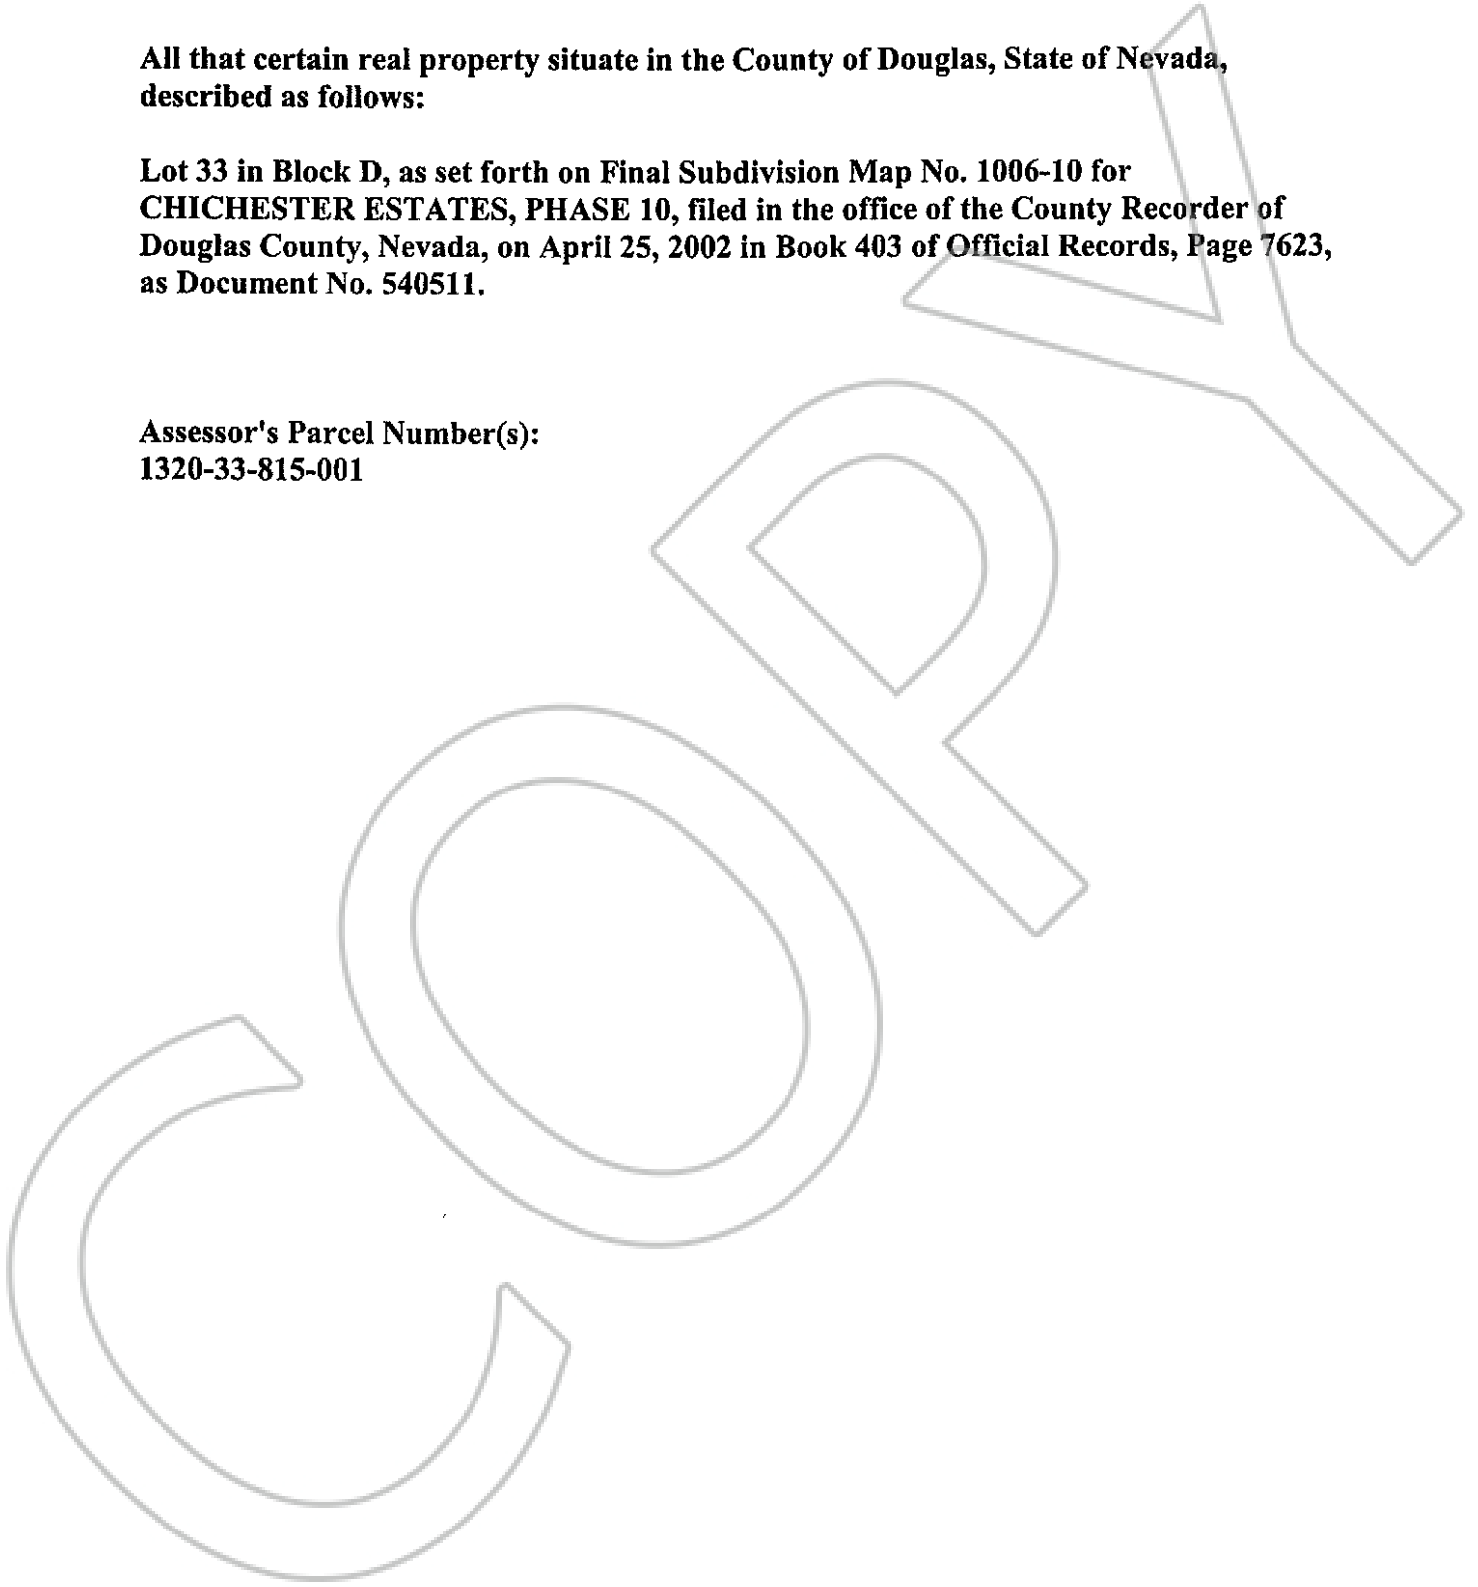 All that certain real property situate in the County of Douglas, State of Nevada,
described as follows:
Lot 33 in Block D, as set forth on Final Subdivision Map No. 1006-10 for
CHICHESTER ESTATES, PHASE 10, filed in the office of the County Recorder of
Douglas County, Nevada, on April 25, 2002 in Book 403 of Official Records, Page 7623,
as Document No. 540511.
Assessor's Parcel Number(s):
1320-33-815-001
COPY